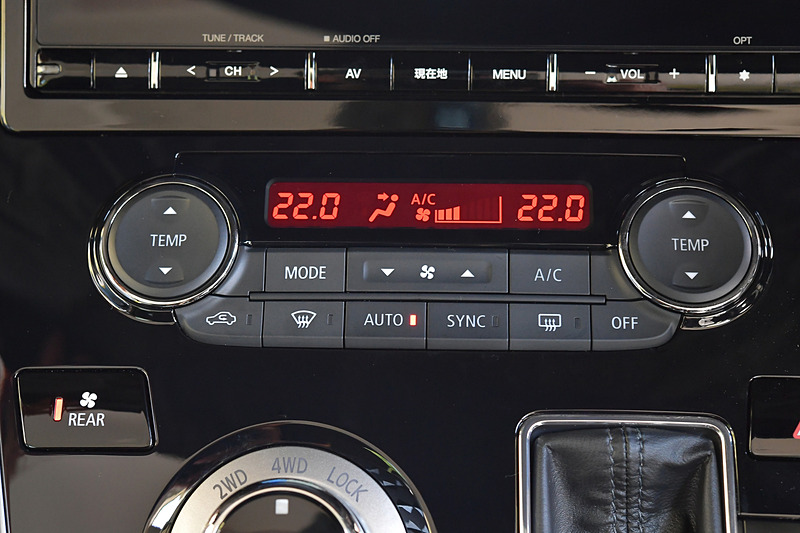 TUNE / TRACK
■ AUDIO OFF
OPT
< CH >
AV
現在地
MENU
− VOL +
22.0
A/C
22.0
TEMP
TEMP
MODE
A/C
AUTO
SYNC
OFF
REAR
2WD
4WD
LOCK